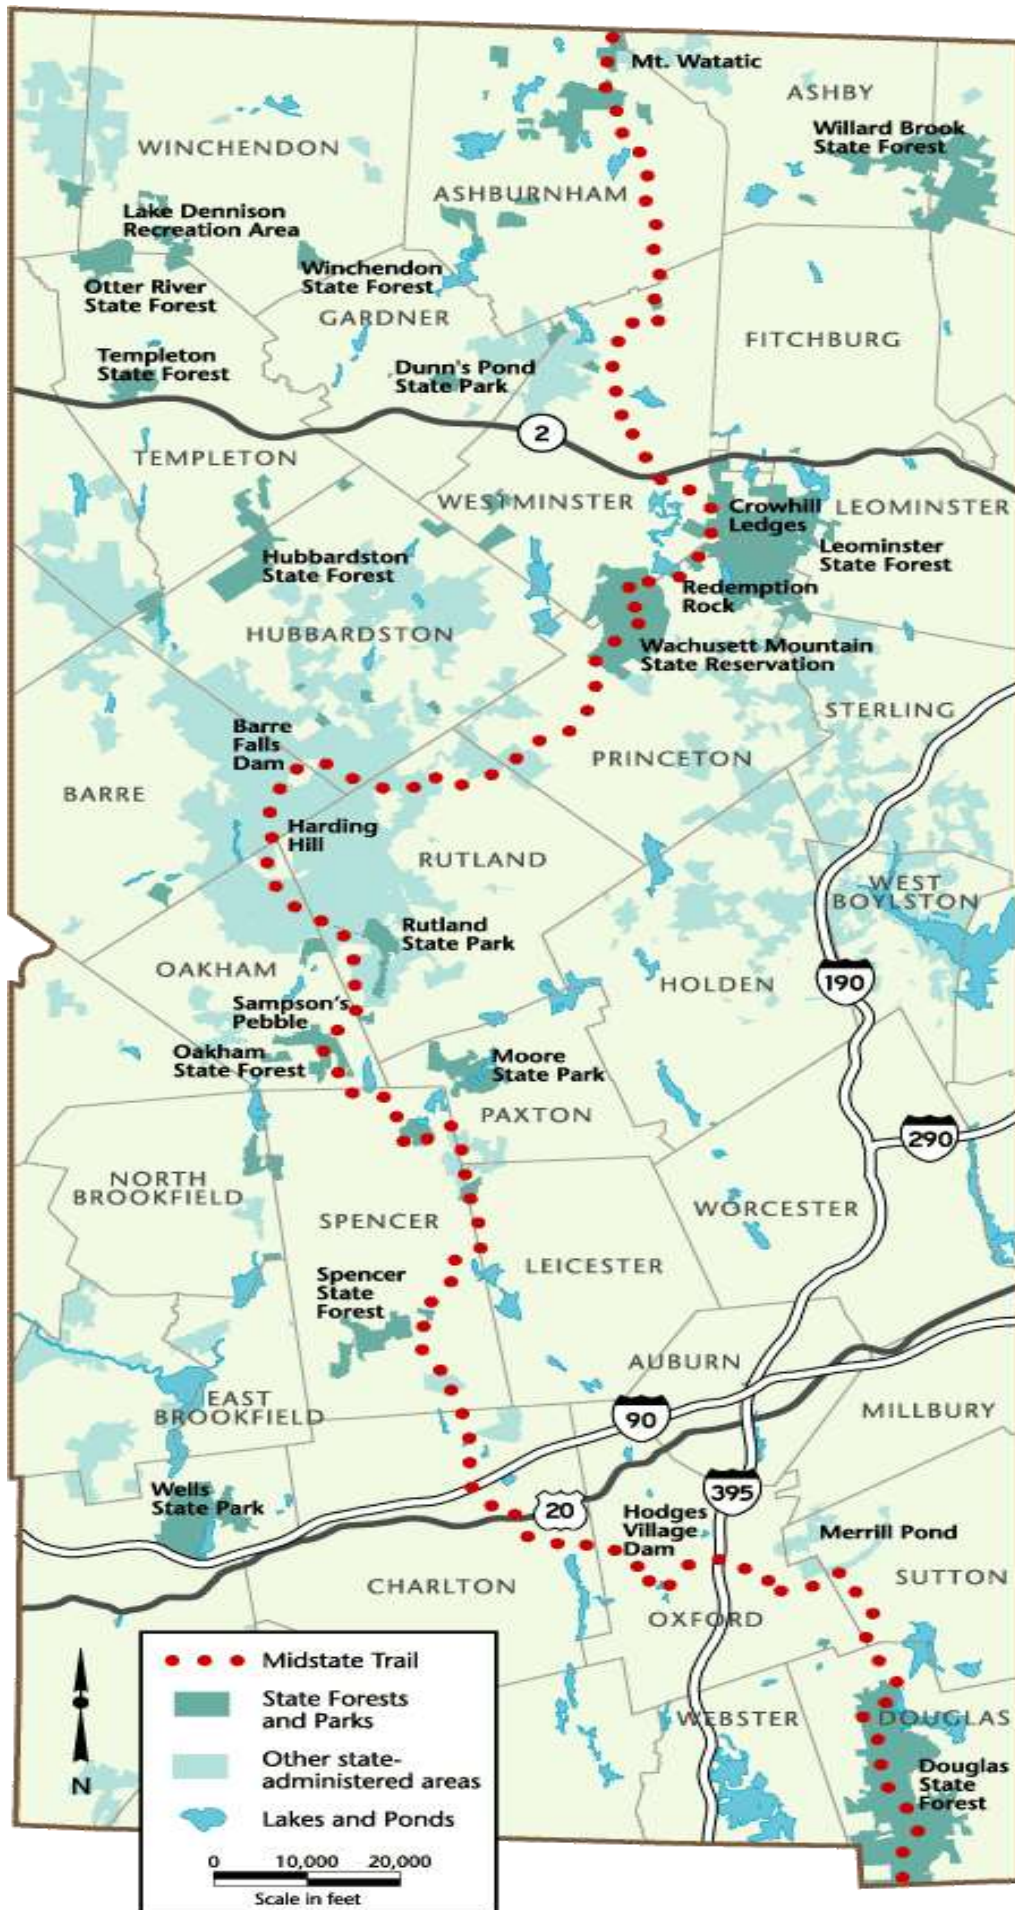 Mt. Watatic
ASHBY
Willard Brook
State Forest
WINCHENDON
ASHBURNHAM
Lake Dennison
Recreation Area
Winchendon
State Forest
Otter River
State Forest
GARDNER
FITCHBURG
Templeton
State Forest
Dunn's Pond
State Park
2
TEMPLETON
WESTMINSTER
Crowhill
Ledges
LEOMINSTER
Leominster
State Forest
Hubbardston
State Forest
Redemption
Rock
HUBBARDSTON
Wachusett Mountain
State Reservation
STERLING
Barre
Falls
Dam
PRINCETON
BARRE
Harding
Hill
RUTLAND
WEST
BOYLSTON
Rutland
State Park
OAKHAM
HOLDEN
190
Sampson's
Pebble
Oakham
State Forest
Moore
State Park
PAXTON
290
NORTH
BROOKFIELD
SPENCER
WORCESTER
LEICESTER
Spencer
State
Forest
AUBURN
EAST
BROOKFIELD
90
MILLBURY
Wells
State Park
395
20
Hodges
Village
Dam
Merrill Pond
CHARLTON
SUTTON
OXFORD
WEBSTER
DOUGLAS
Douglas
State
Forest
N
Midstate Trail
State Forests
and Parks
Other state-
administered areas
Lakes and Ponds
0 10,000 20,000
Scale in feet